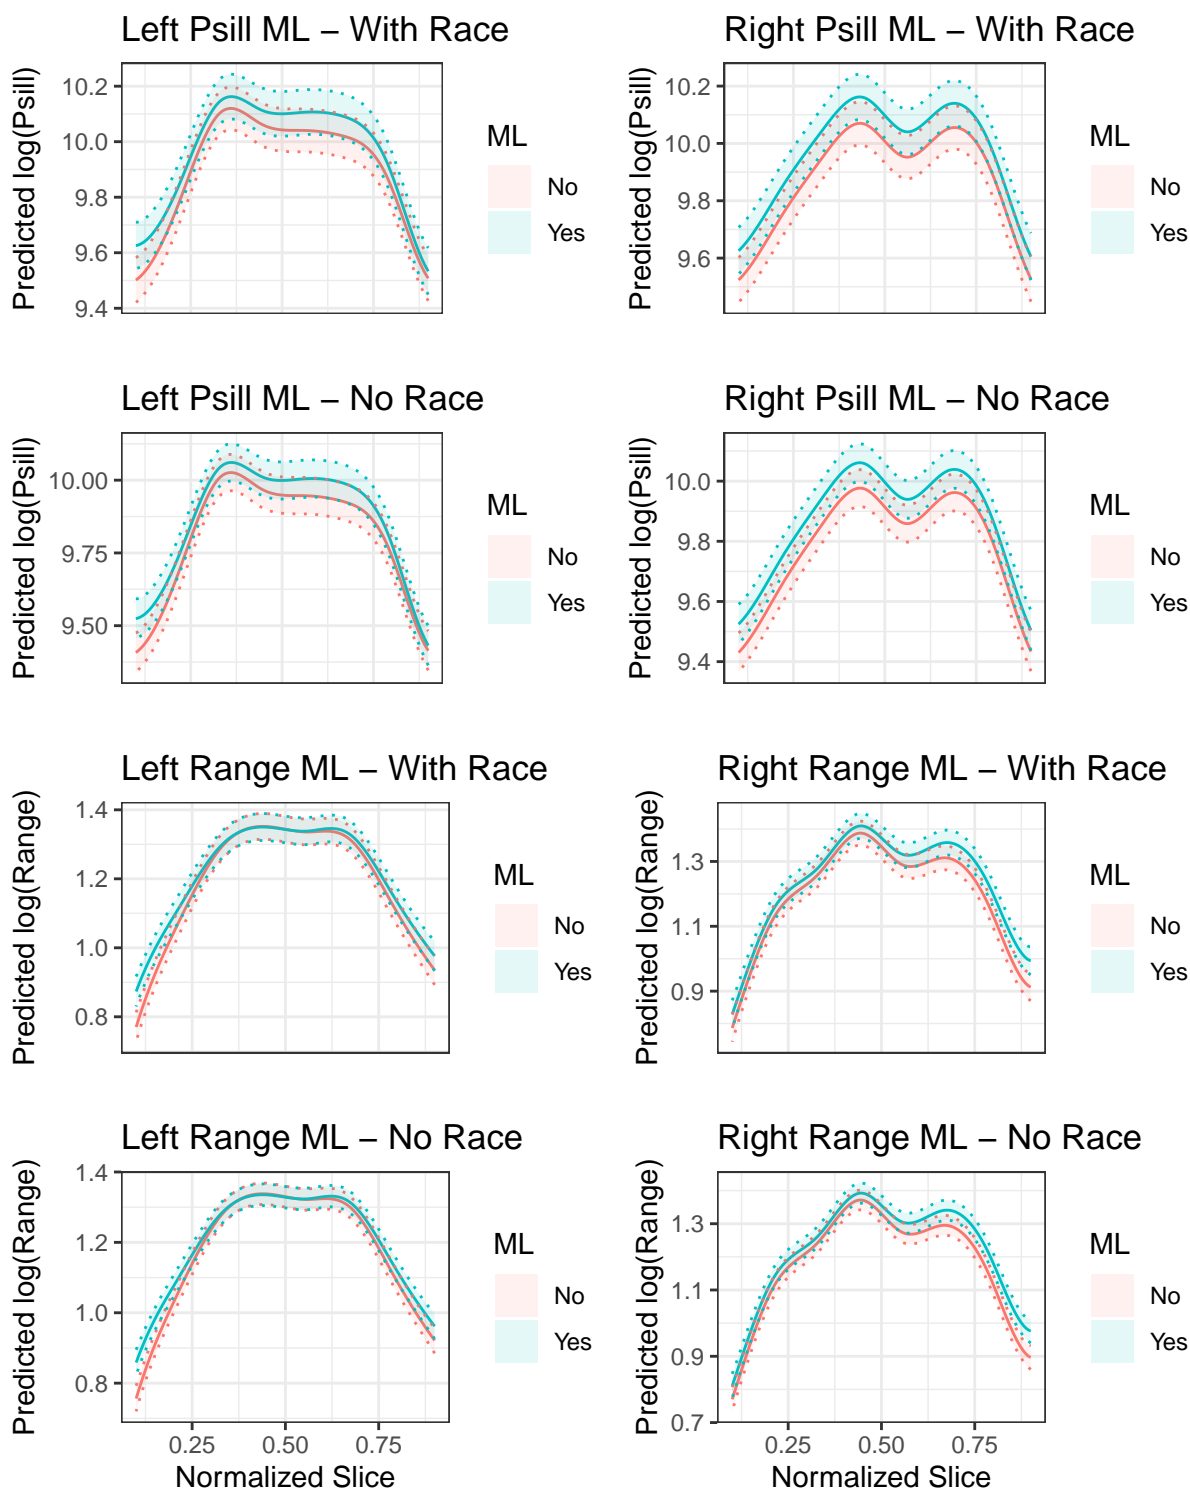 Left Psill ML – With Race
Predicted log(Psill)
10.2
10.0
9.8
9.6
9.4
ML
No
Yes
Right Psill ML – With Race
Predicted log(Psill)
10.2
10.0
9.8
9.6
ML
No
Yes
Left Psill ML – No Race
Predicted log(Psill)
10.00
9.75
9.50
ML
No
Yes
Right Psill ML – No Race
Predicted log(Psill)
10.0
9.8
9.6
9.4
ML
No
Yes
Left Range ML – With Race
Predicted log(Range)
1.4
1.2
1.0
0.8
ML
No
Yes
Right Range ML – With Race
Predicted log(Range)
1.3
1.1
0.9
ML
No
Yes
Left Range ML – No Race
Predicted log(Range)
1.4
1.2
1.0
0.8
0.25 0.50 0.75
Normalized Slice
ML
No
Yes
Right Range ML – No Race
Predicted log(Range)
1.3
1.1
0.9
0.7
0.25 0.50 0.75
Normalized Slice
ML
No
Yes